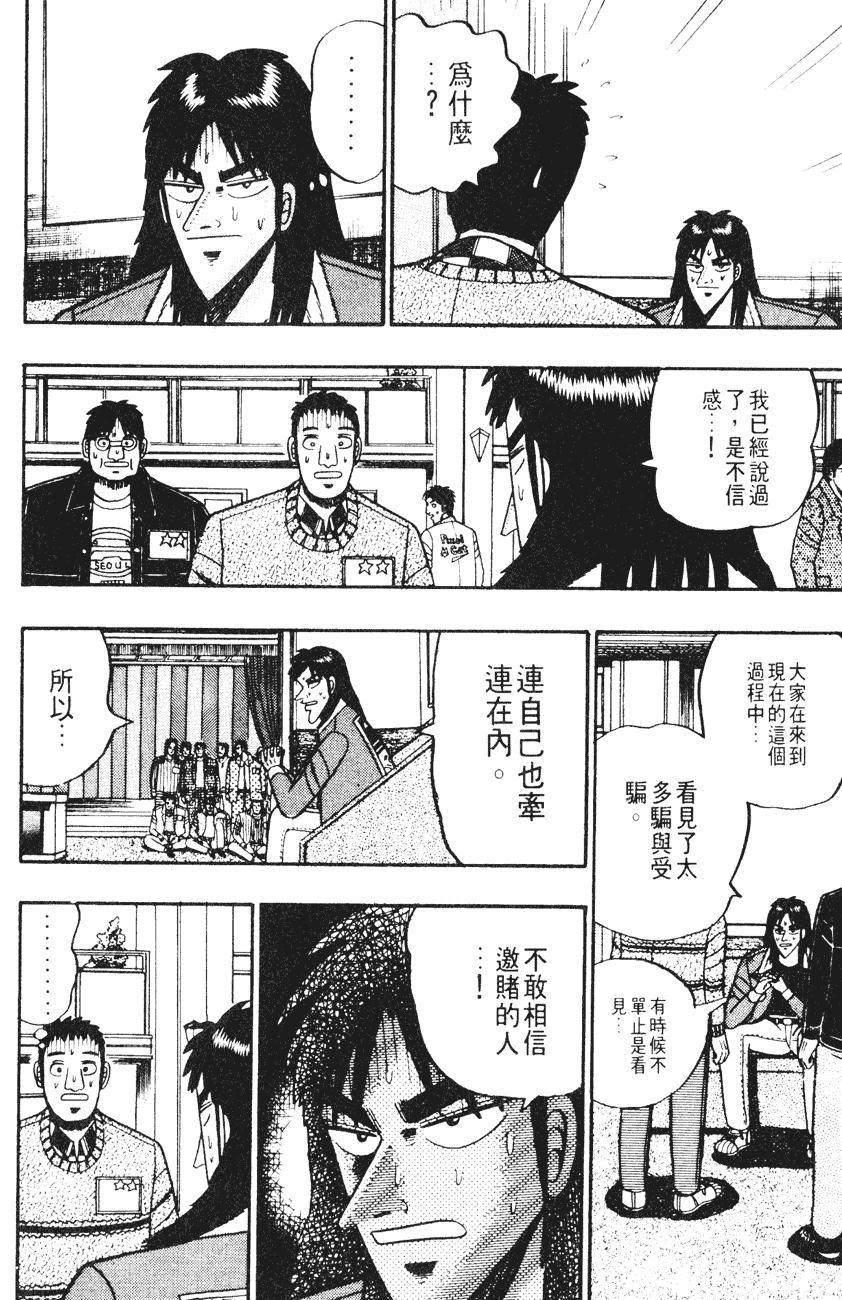 爲什麼
…?
………
我已經說過
了，是不信
感…!
Pixel
&Cat
SEOUL
☆☆
☆☆
大家在來到
現在的這個
過程中…
看見了太
多騙與受
騙。
有時候不
單止是看
見…
連自己也牽
連在內。
所以…
不敢相信
邀賭的人
…!
………
☆☆